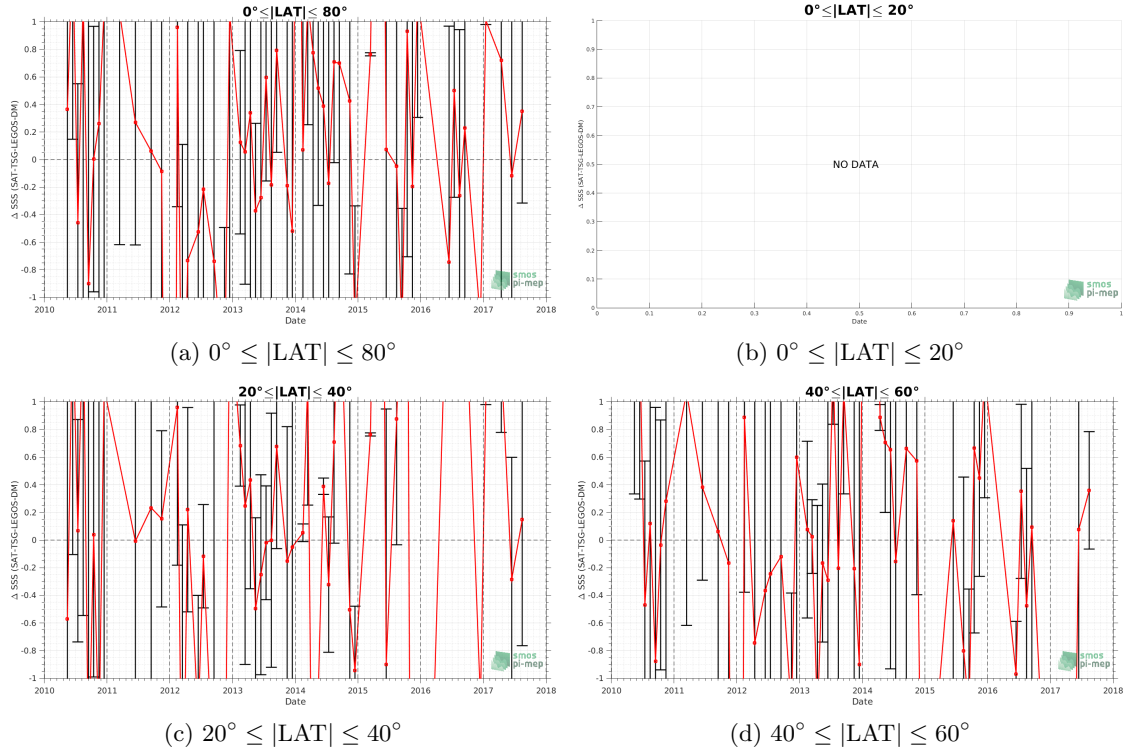 0°≤|LAT|≤ 80°
Δ SSS (SAT-TSG-LEGOS-DM)
1
0.8
0.6
0.4
0.2
0
-0.2
-0.4
-0.6
-0.8
-1
2010 2011 2012 2013 2014 2015 2016 2017 2018
Date
smos
pi-mep
(a) 0° ≤ |LAT| ≤ 80°
0°≤|LAT|≤ 20°
Δ SSS (SAT-TSG-LEGOS-DM)
1
0.9
0.8
0.7
0.6
0.5
0.4
0.3
0.2
0.1
0
NO DATA
0 0.1 0.2 0.3 0.4 0.5 0.6 0.7 0.8 0.9 1
Date
smos
pi-mep
(b) 0° ≤ |LAT| ≤ 20°
20°≤|LAT|≤ 40°
Δ SSS (SAT-TSG-LEGOS-DM)
1
0.8
0.6
0.4
0.2
0
-0.2
-0.4
-0.6
-0.8
-1
2010 2011 2012 2013 2014 2015 2016 2017 2018
Date
smos
pi-mep
(c) 20° ≤ |LAT| ≤ 40°
40°≤|LAT|≤ 60°
Δ SSS (SAT-TSG-LEGOS-DM)
1
0.8
0.6
0.4
0.2
0
-0.2
-0.4
-0.6
-0.8
-1
2010 2011 2012 2013 2014 2015 2016 2017 2018
Date
smos
pi-mep
(d) 40° ≤ |LAT| ≤ 60°